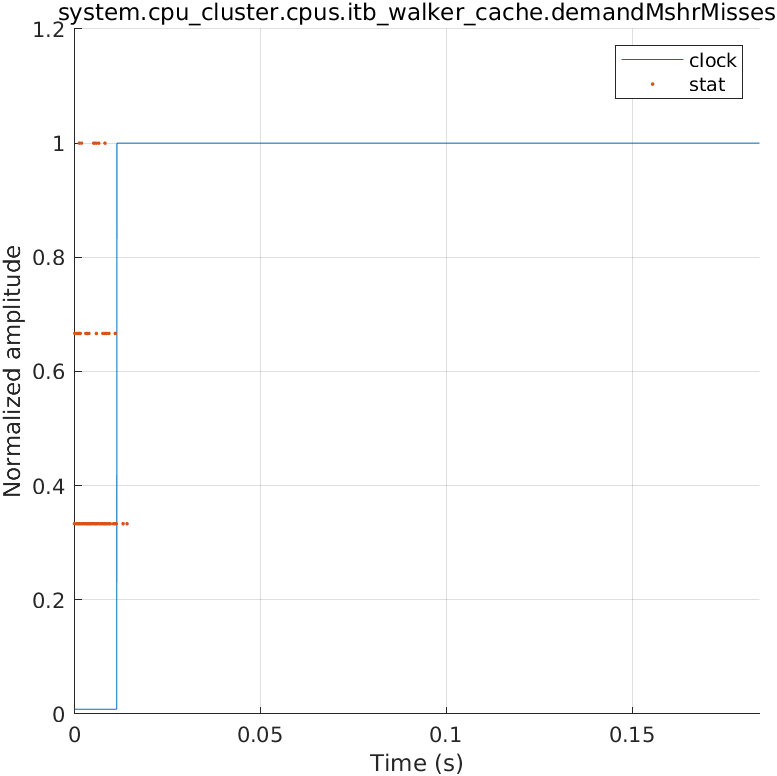 system.cpu_cluster.cpus.itb_walker_cache.demandMshrMisses
1.2
1
0.8
0.6
0.4
0.2
0
Normalized amplitude
clock
stat
0
0.05
0.1
0.15
Time (s)